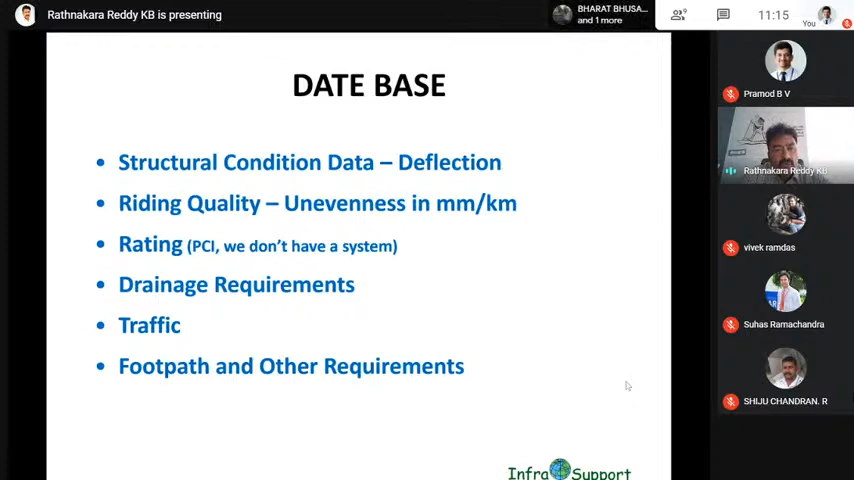 Rathnakara Reddy KB is presenting
BHARAT BHUSA...
and 1 more
9
11:15
You
DATE BASE
• Structural Condition Data – Deflection
• Riding Quality – Unevenness in mm/km
• Rating (PCI, we don't have a system)
• Drainage Requirements
• Traffic
• Footpath and Other Requirements
Infra Support
Pramod B V
Rathnakara Reddy KB
vivek ramdas
Suhas Ramachandra
SHIJU CHANDRAN. R